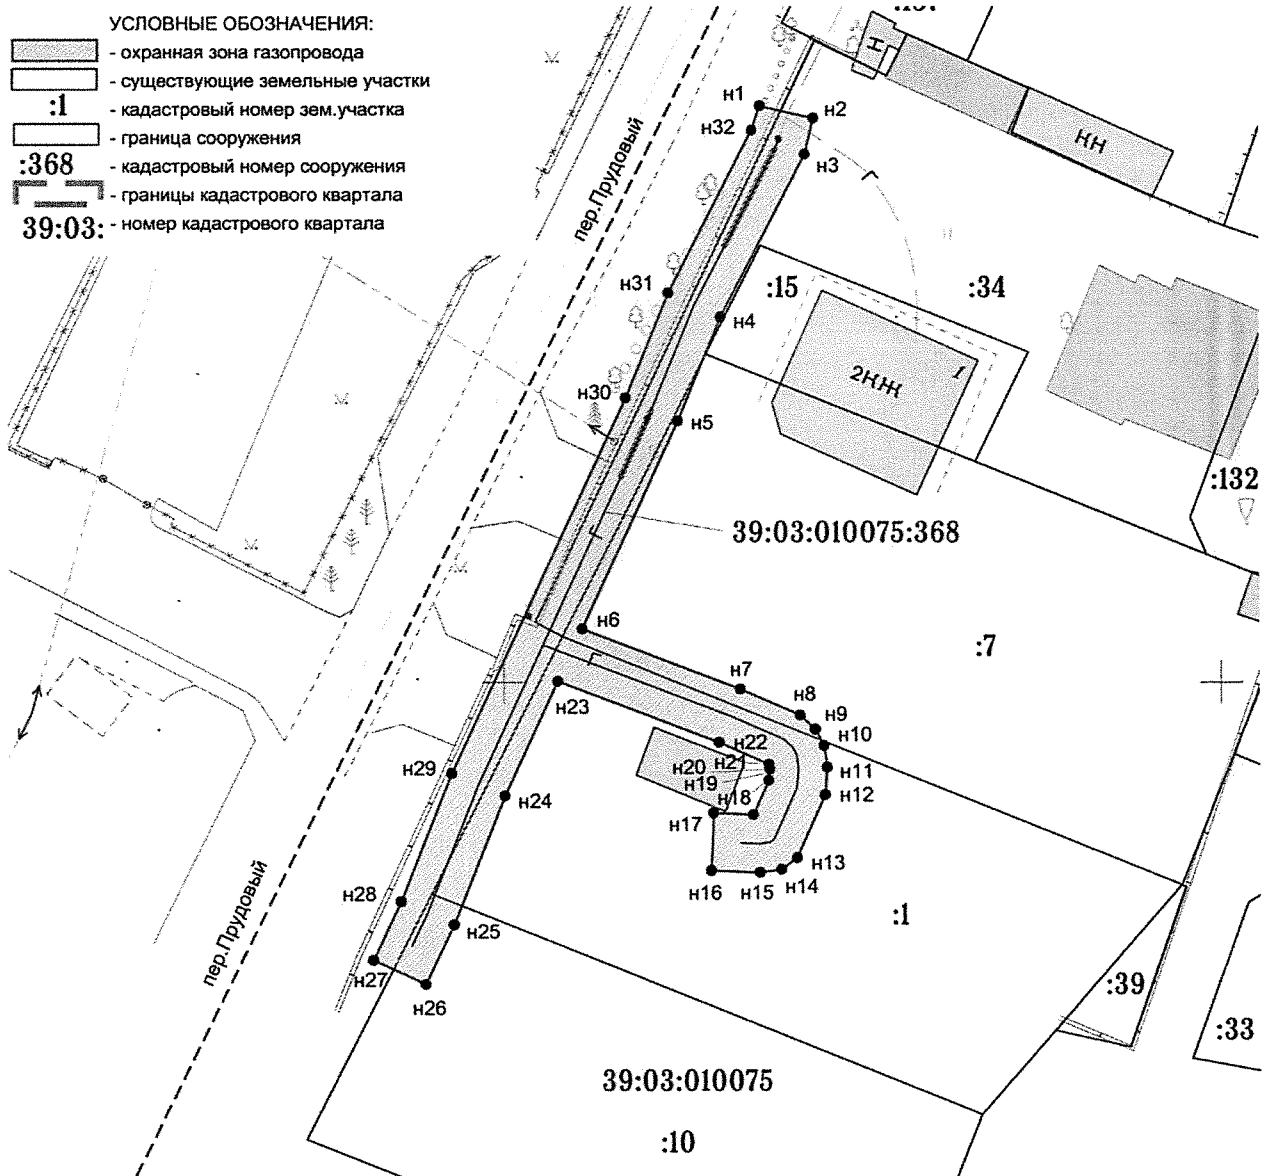 УСЛОВНЫЕ ОБОЗНАЧЕНИЯ:
- охранная зона газопровода
- существующие земельные участки
:1 - кадастровый номер зем.участка
- граница сооружения
:368 - кадастровый номер сооружения
- границы кадастрового квартала
39:03: - номер кадастрового квартала
н1
н2
н32
н3
КН
Н
пер.Прудовый
н31
:15
:34
н4
2КЖ
1
н30
н5
:132
39:03:010075:368
н6
:7
н7
н8
н9
н23
н10
н22
н21
н20
н11
н29
н19
н12
н24
н18
н17
н13
н14
н16
н15
н28
:1
пер.Прудовый
н25
н27
н26
:39
:33
39:03:010075
:10